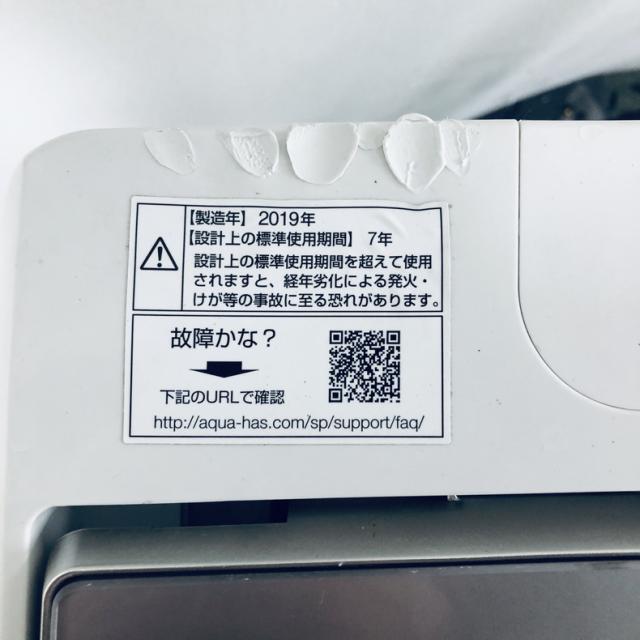 【製造年】 2019年
【設計上の標準使用期間】 7年
設計上の標準使用期間を超えて使用
されますと、経年劣化による発火・
けが等の事故に至る恐れがあります。
故障かな？
下記のURLで確認
http://aqua-has.com/sp/support/faq/